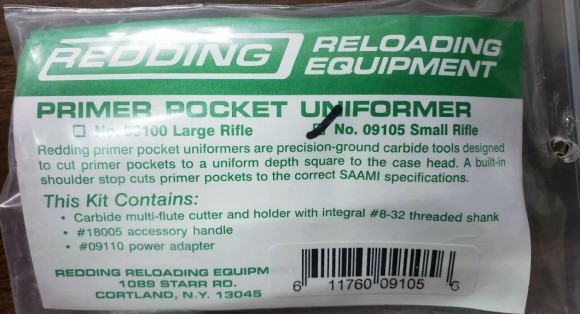 REDDING RELOADING
EQUIPMENT
PRIMER POCKET UNIFORMER
No. 09100 Large Rifle No. 09105 Small Rifle
Redding primer pocket uniformers are precision-ground carbide tools designed
to cut primer pockets to a uniform depth square to the case head. A built-in
shoulder stop cuts primer pockets to the correct SAAMI specifications.
This Kit Contains:
• Carbide multi-flute cutter and holder with integral #8-32 threaded shank
• #18005 accessory handle
• #09110 power adapter
REDDING RELOADING EQUIPM
1089 STARR RD.
CORTLAND, N.Y. 13045
6 11760 09105 6